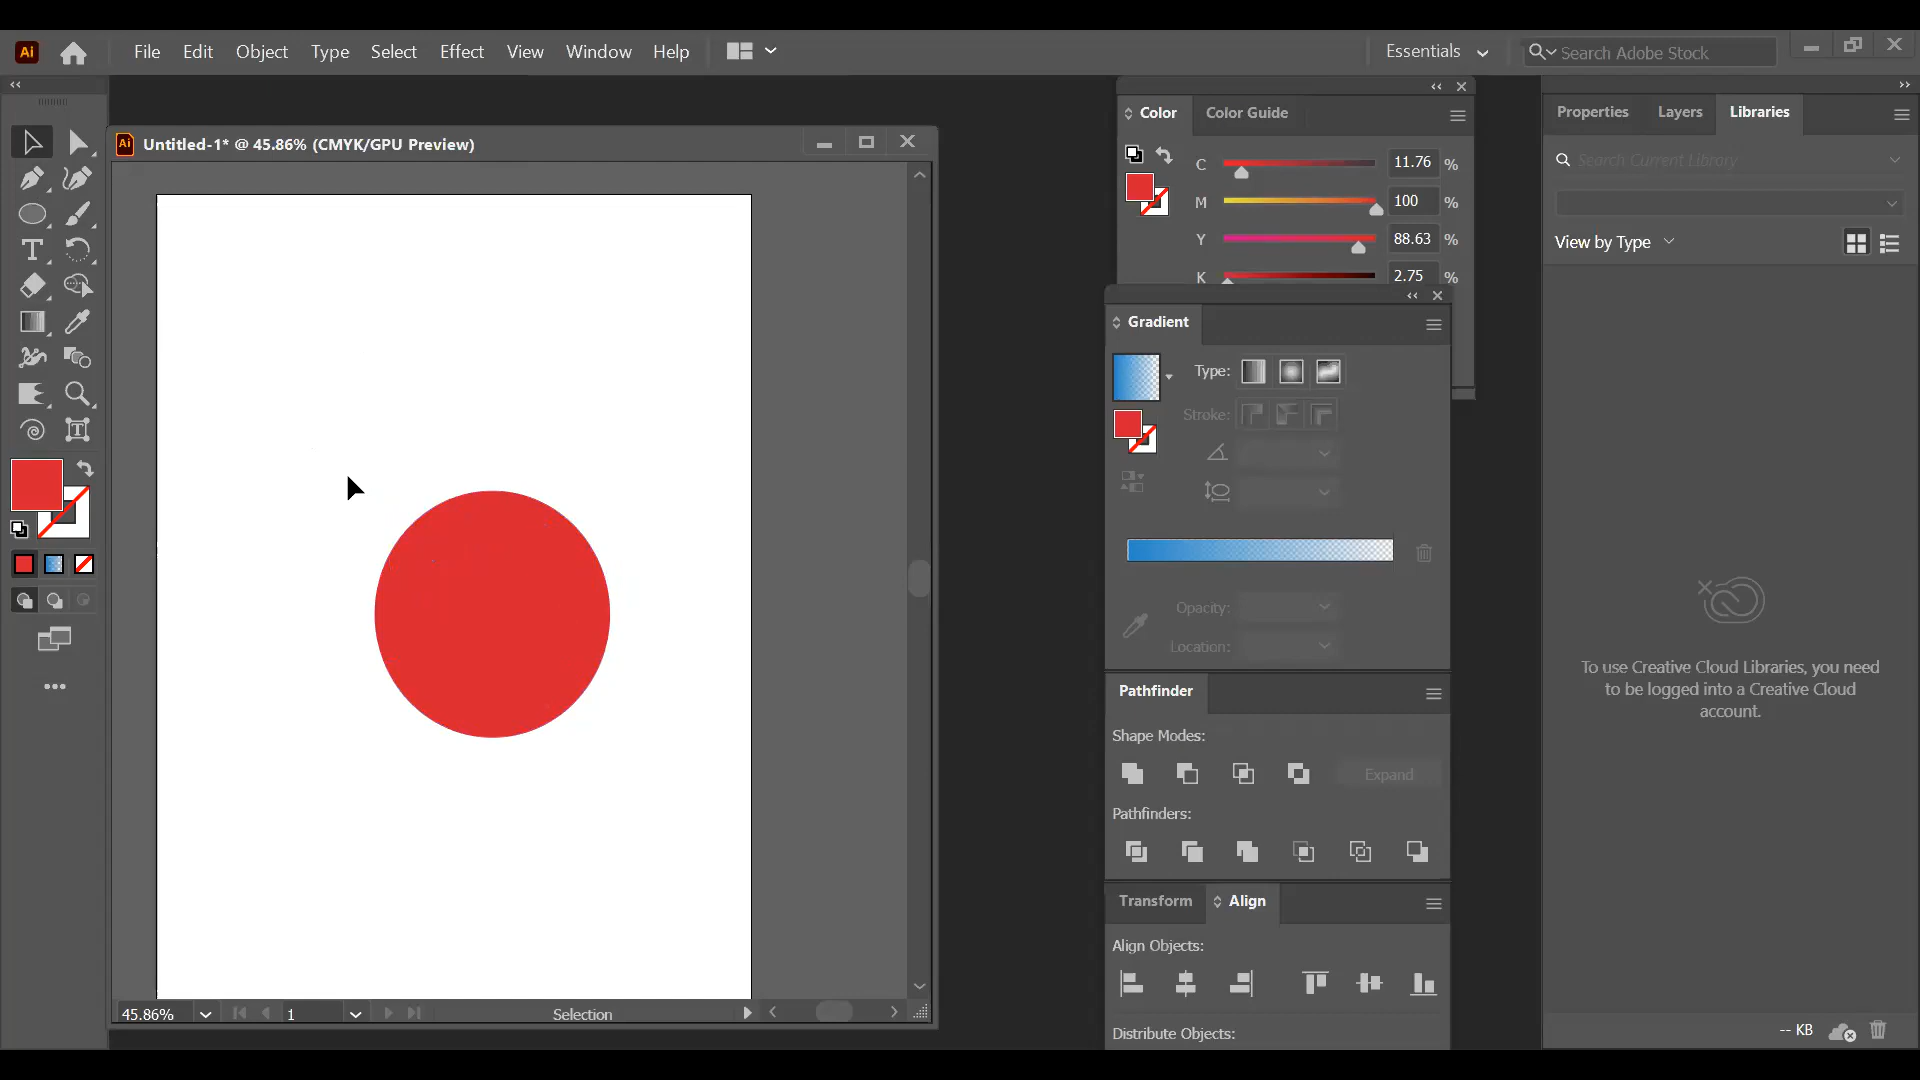 Ai File Edit Object Type Select Effect View Window Help Essentials Search Adobe Stock
Ai Untitled-1* @ 45.86% (CMYK/GPU Preview)
45.86% 1 Selection
Color Color Guide
C 11.76 %
M 100 %
Y 88.63 %
K 2.75 %
Gradient
Type:
Stroke:
Opacity:
Location:
Pathfinder
Shape Modes:
Expand
Pathfinders:
Transform Align
Align Objects:
Distribute Objects:
Properties Layers Libraries
Search Current Library
View by Type
To use Creative Cloud Libraries, you need
to be logged into a Creative Cloud
account.
-- KB